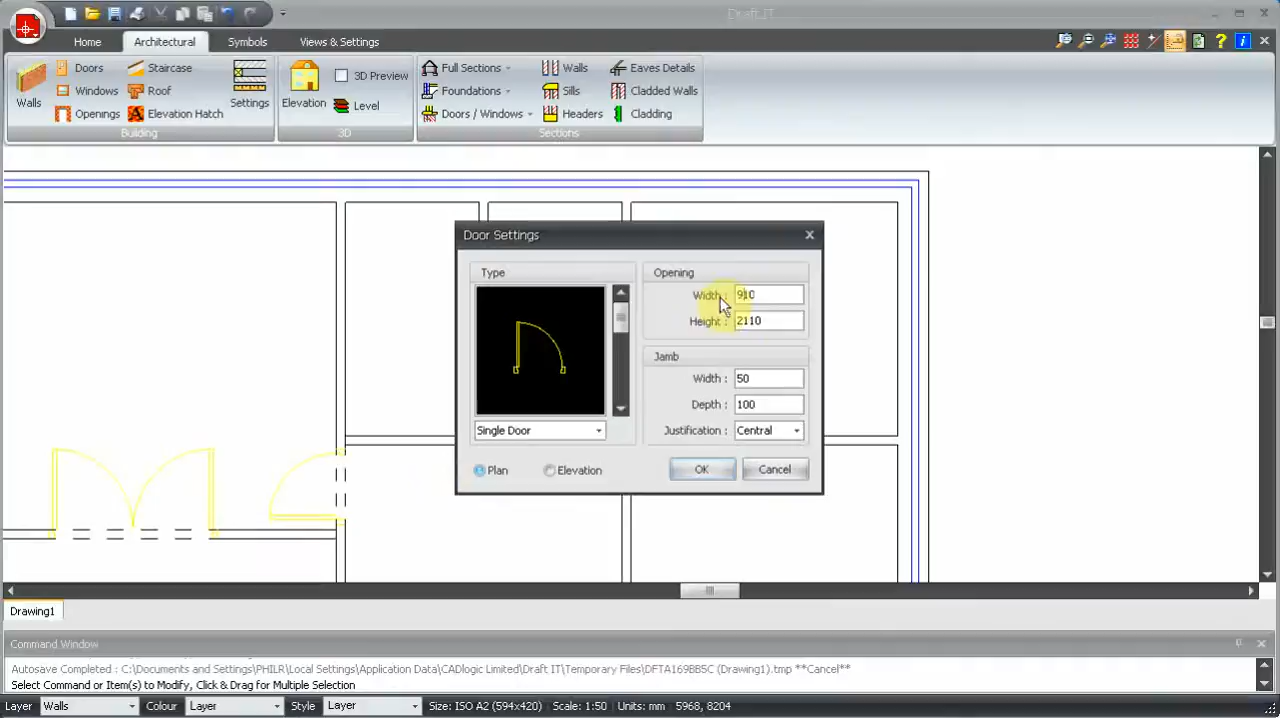 Draft IT
Home
Architectural
Symbols
Views & Settings
Walls
Doors
Windows
Openings
Staircase
Roof
Elevation Hatch
Settings
Building
Elevation
3D Preview
Level
3D
Full Sections
Foundations
Doors / Windows
Walls
Sills
Headers
Eaves Details
Cladded Walls
Cladding
Sections
Door Settings
Type
Single Door
Plan
Elevation
Opening
Width : 910
Height : 2110
Jamb
Width : 50
Depth : 100
Justification : Central
OK
Cancel
Drawing1
Command Window
Autosave Completed : C:\Documents and Settings\PHILR\Local Settings\Application Data\CADlogic Limited\Draft IT\Temporary Files\DFTA169BB5C (Drawing1).tmp **Cancel**
Select Command or Item(s) to Modify, Click & Drag for Multiple Selection
Layer Walls Colour Layer Style Layer Size: ISO A2 (594x420) Scale: 1:50 Units: mm 5968, 8204